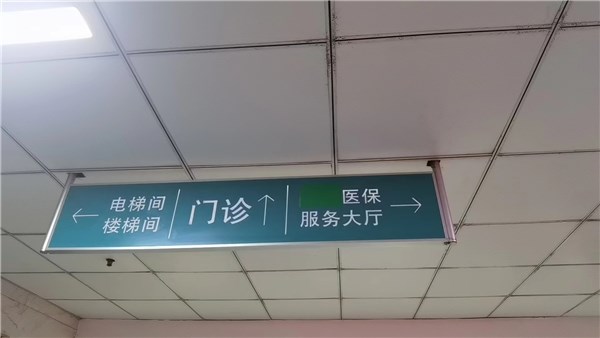 ← 电梯间
楼梯间
门诊 ↑
医保
服务大厅 →